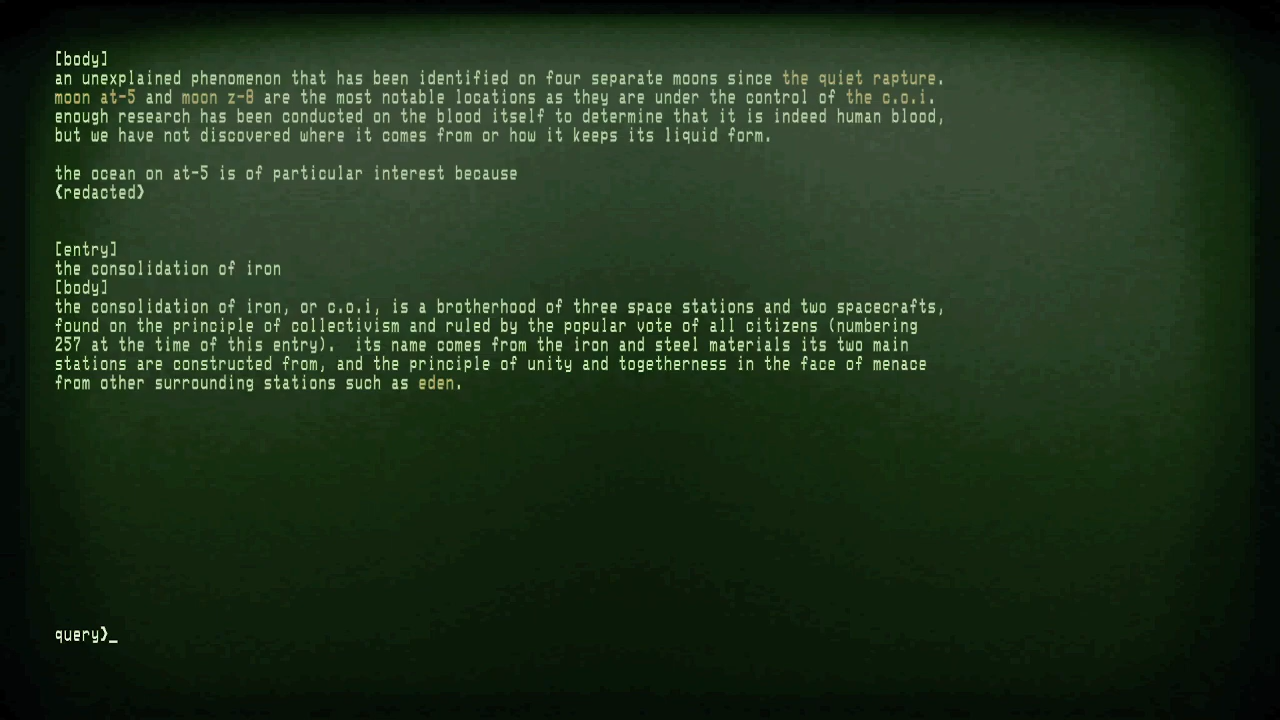 [body]
an unexplained phenomenon that has been identified on four separate moons since the quiet rapture.
moon at-5 and moon z-8 are the most notable locations as they are under the control of the c.o.i.
enough research has been conducted on the blood itself to determine that it is indeed human blood,
but we have not discovered where it comes from or how it keeps its liquid form.
the ocean on at-5 is of particular interest because
{redacted}
[entry]
the consolidation of iron
[body]
the consolidation of iron, or c.o.i, is a brotherhood of three space stations and two spacecrafts,
found on the principle of collectivism and ruled by the popular vote of all citizens (numbering
257 at the time of this entry).  its name comes from the iron and steel materials its two main
stations are constructed from, and the principle of unity and togetherness in the face of menace
from other surrounding stations such as eden.
query}_